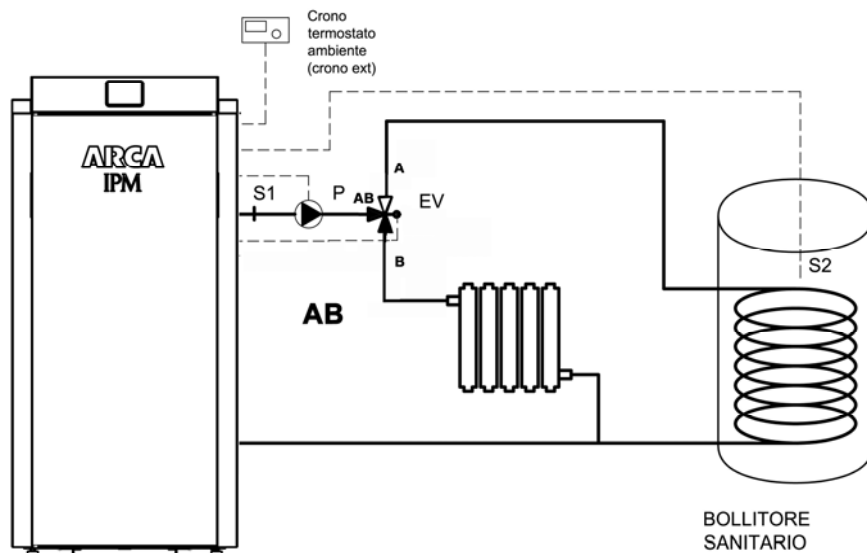 Crono
termostato
ambiente
(crono ext)
ARCA
IPM
A
S1
P
AB
EV
B
S2
AB
BOLLITORE
SANITARIO